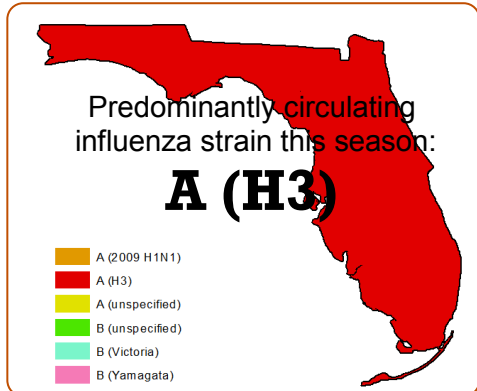 Predominantly circulating
influenza strain this season:
A (H3)
A (2009 H1N1)
A (H3)
A (unspecified)
B (unspecified)
B (Victoria)
B (Yamagata)